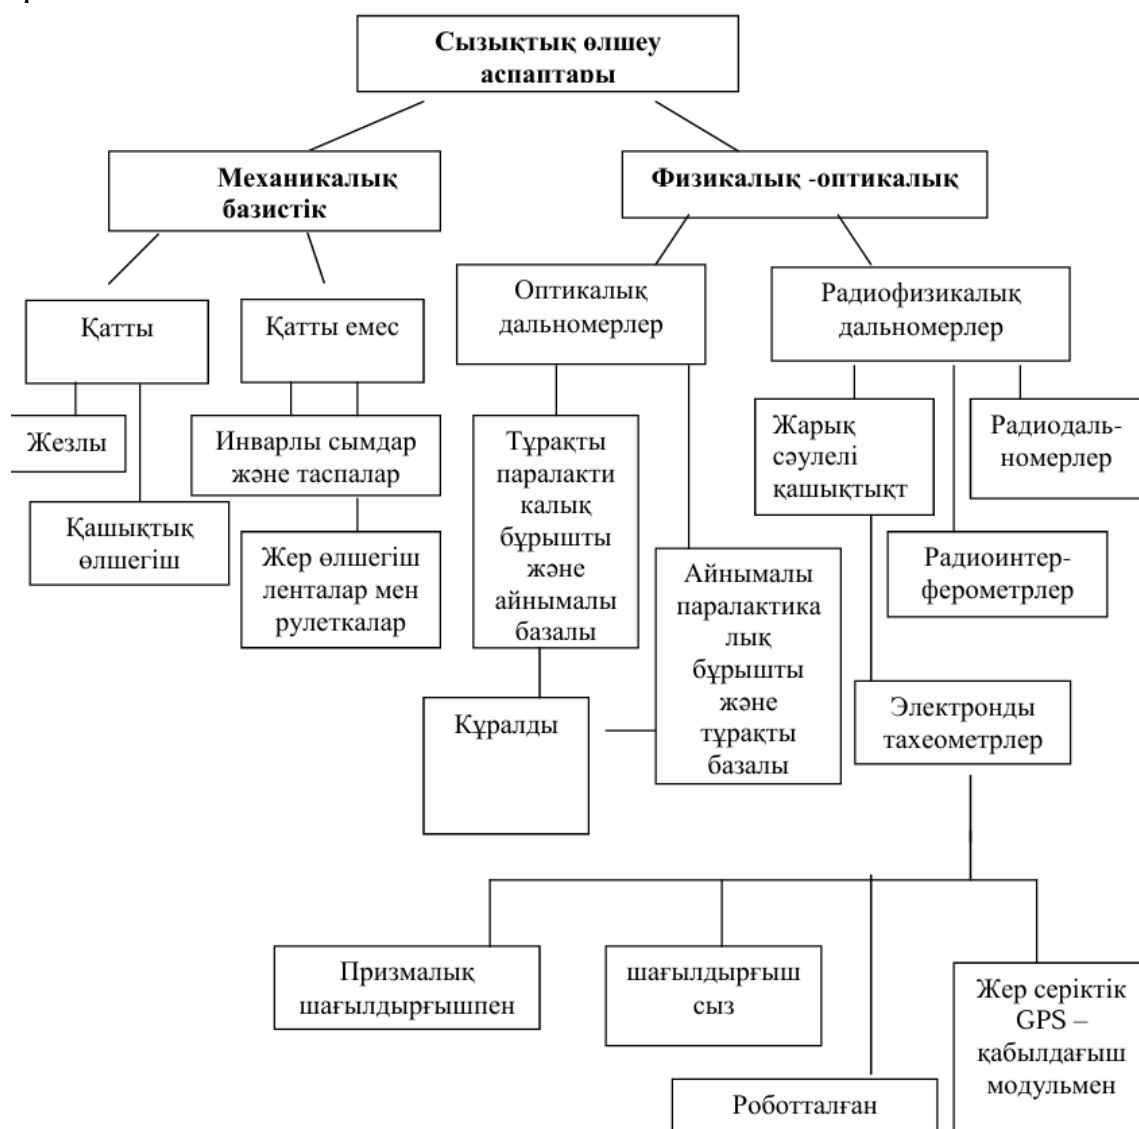 Сызықтық өлшеу
аспаптары
Механикалық
базистік
Физикалық -оптикалық
Оптикалық
дальномерлер
Радиофизикалық
дальномерлер
Қатты
Қатты емес
Жезлы
Инварлы сымдар
және таспалар
Тұрақты
паралакти
калық
бұрышты
және
айнымалы
базалы
Жарық
сәулелі
қашықтықт
Радиодаль-
номерлер
Қашықтық
өлшегіш
Жер өлшегіш
ленталар мен
рулеткалар
Айнымалы
паралактика
лық
бұрышты
және
тұрақты
базалы
Радиоинтер-
ферометрлер
Құралды
Электронды
тахеометрлер
Призмалық
шағылдырғышпен
шағылдырғыш
сыз
Жер серіктік
GPS –
қабылдағыш
модульмен
Роботталған